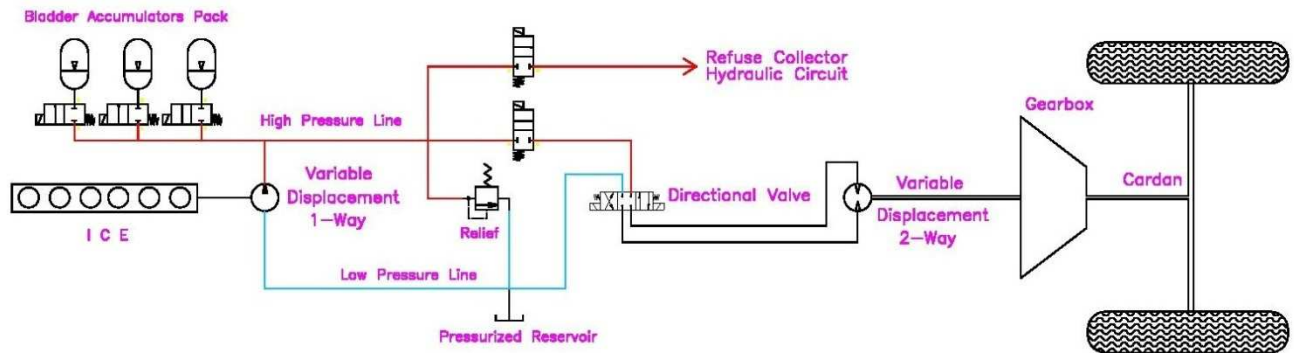 Bladder Accumulators Pack
Refuse Collector
Hydraulic Circuit
Gearbox
High Pressure Line
Variable
Displacement
1-Way
Directional Valve
Variable
Displacement
2-Way
Cardan
I C E
Relief
Low Pressure Line
Pressurized Reservoir